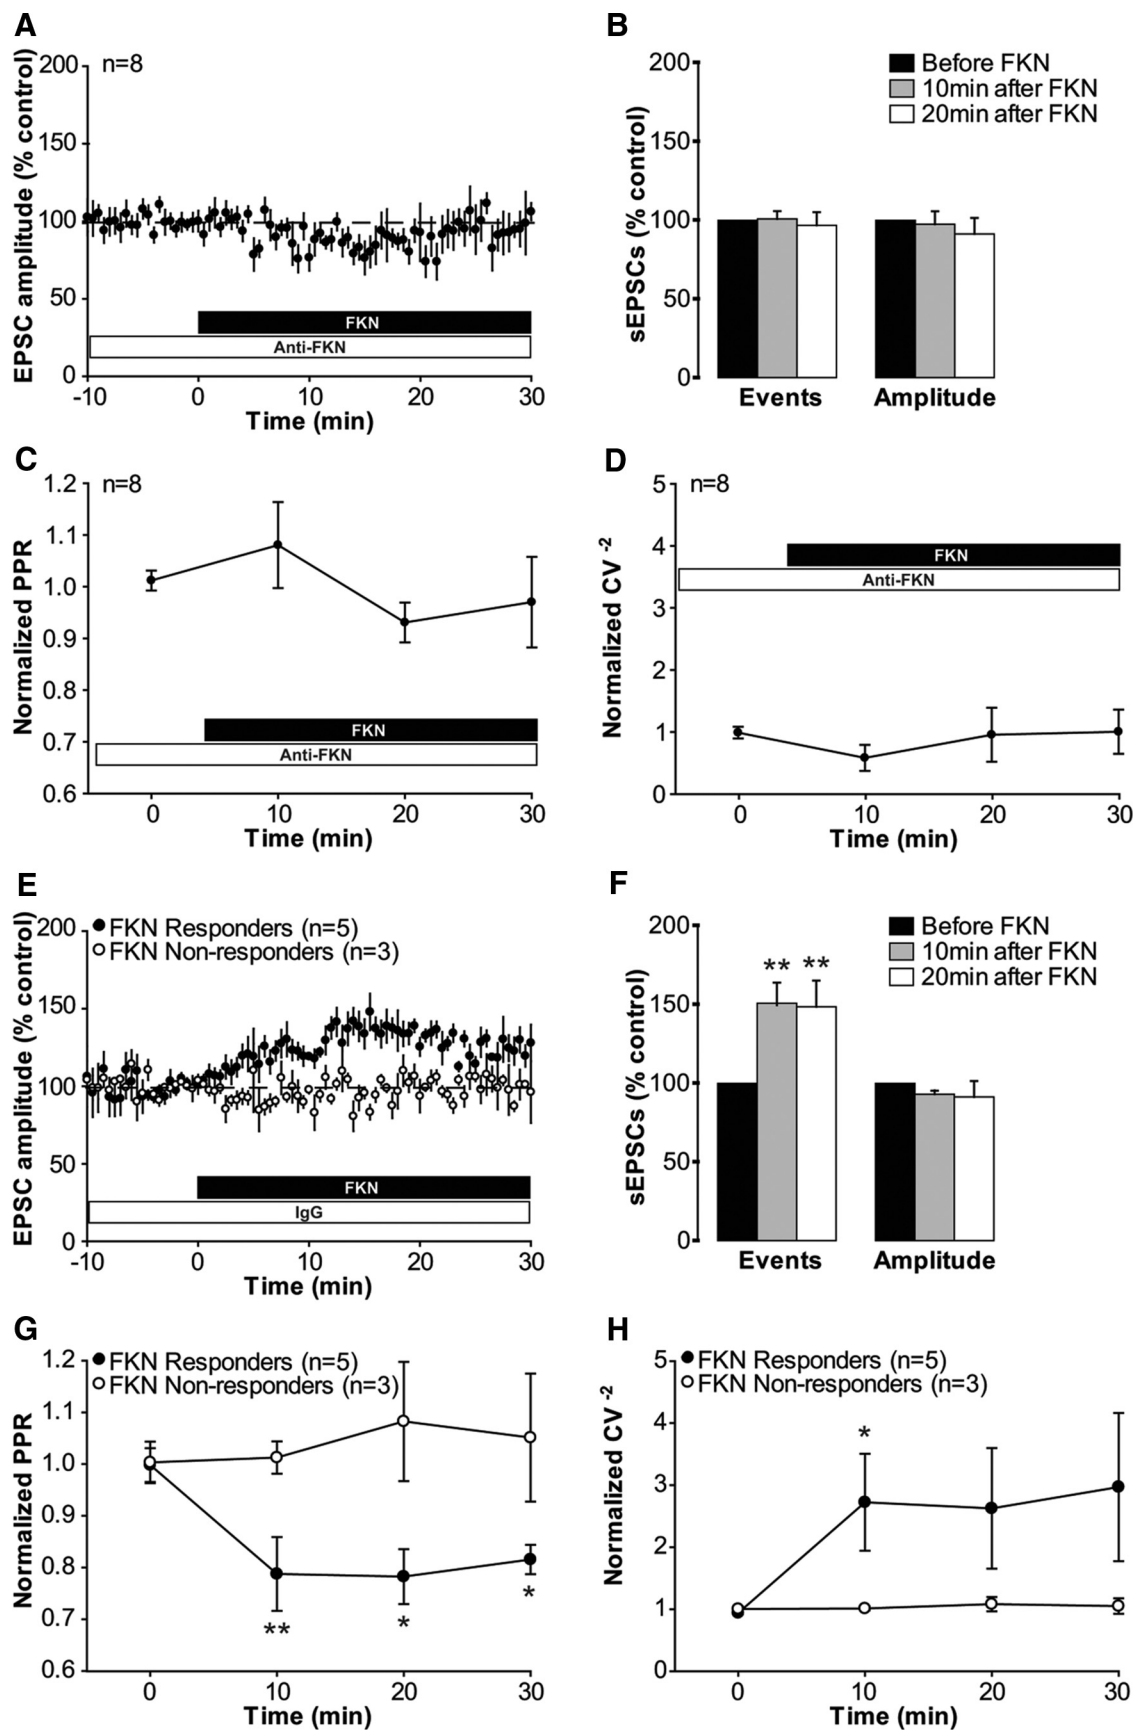 A
EPSC amplitude (% control)
n=8
200
150
100
50
0
FKN
Anti-FKN
-10 0 10 20 30
Time (min)
B
sEPSCs (% control)
200
150
100
50
0
Before FKN
10min after FKN
20min after FKN
Events Amplitude
C
Normalized PPR
n=8
1.2
1.1
1.0
0.9
0.8
0.7
0.6
FKN
Anti-FKN
0 10 20 30
Time (min)
D
Normalized CV -2
n=8
5
4
3
2
1
0
FKN
Anti-FKN
0 10 20 30
Time (min)
E
EPSC amplitude (% control)
FKN Responders (n=5)
FKN Non-responders (n=3)
200
150
100
50
0
FKN
IgG
-10 0 10 20 30
Time (min)
F
sEPSCs (% control)
200
150
100
50
0
Before FKN
10min after FKN
20min after FKN
** **
Events Amplitude
G
Normalized PPR
FKN Responders (n=5)
FKN Non-responders (n=3)
1.2
1.1
1.0
0.9
0.8
0.7
0.6
** * *
0 10 20 30
Time (min)
H
Normalized CV -2
FKN Responders (n=5)
FKN Non-responders (n=3)
5
4
3
2
1
0
*
0 10 20 30
Time (min)